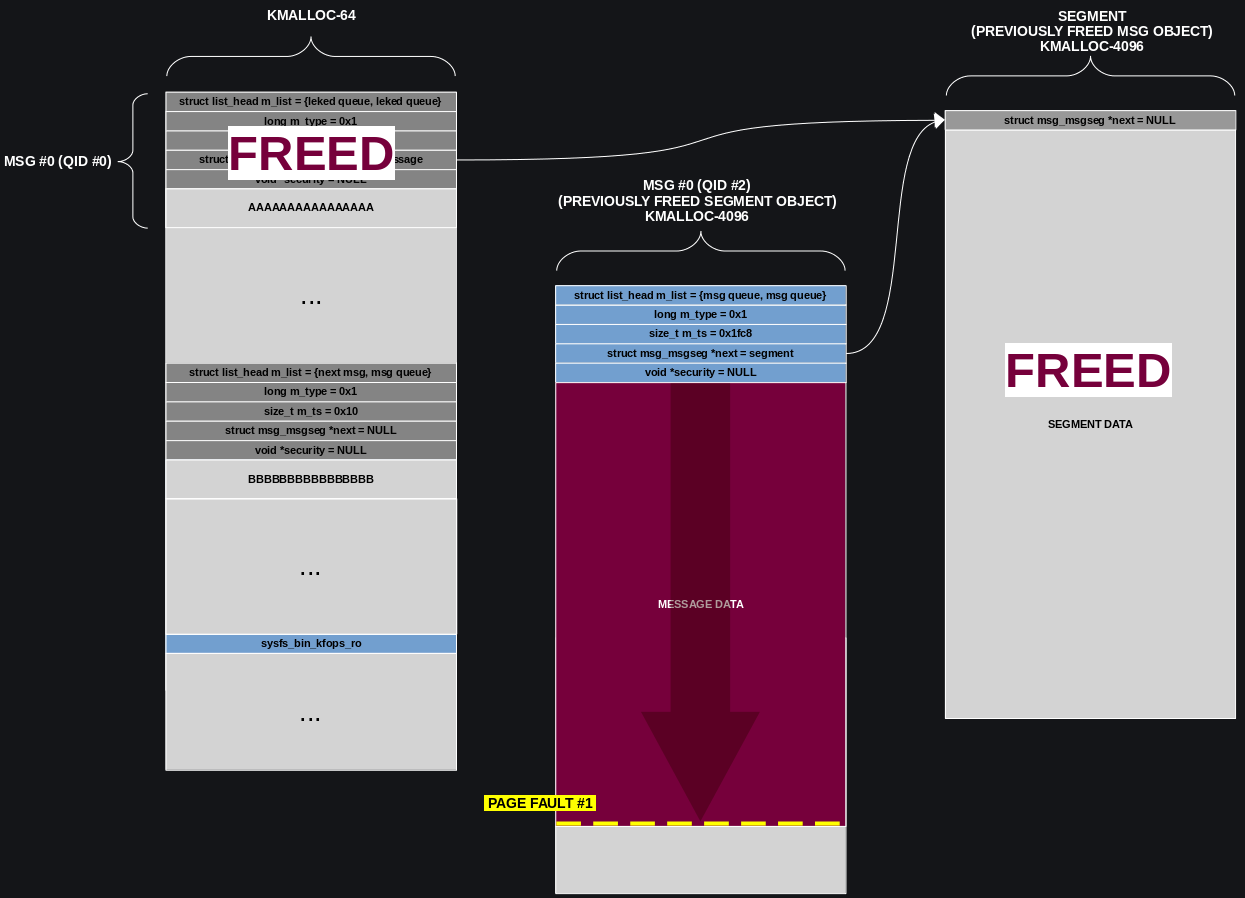 KMALLOC-64
struct list_head m_list = {leked queue, leked queue}
long m_type = 0x1
FREED
struct
ssage
void *security = NULL
AAAAAAAAAAAAAAAA
MSG #0 (QID #0)
...
struct list_head m_list = {next msg, msg queue}
long m_type = 0x1
size_t m_ts = 0x10
struct msg_msgseg *next = NULL
void *security = NULL
BBBBBBBBBBBBBBBB
...
sysfs_bin_kfops_ro
...
MSG #0 (QID #2)
(PREVIOUSLY FREED SEGMENT OBJECT)
KMALLOC-4096
struct list_head m_list = {msg queue, msg queue}
long m_type = 0x1
size_t m_ts = 0x1fc8
struct msg_msgseg *next = segment
void *security = NULL
MESSAGE DATA
PAGE FAULT #1
SEGMENT
(PREVIOUSLY FREED MSG OBJECT)
KMALLOC-4096
struct msg_msgseg *next = NULL
FREED
SEGMENT DATA